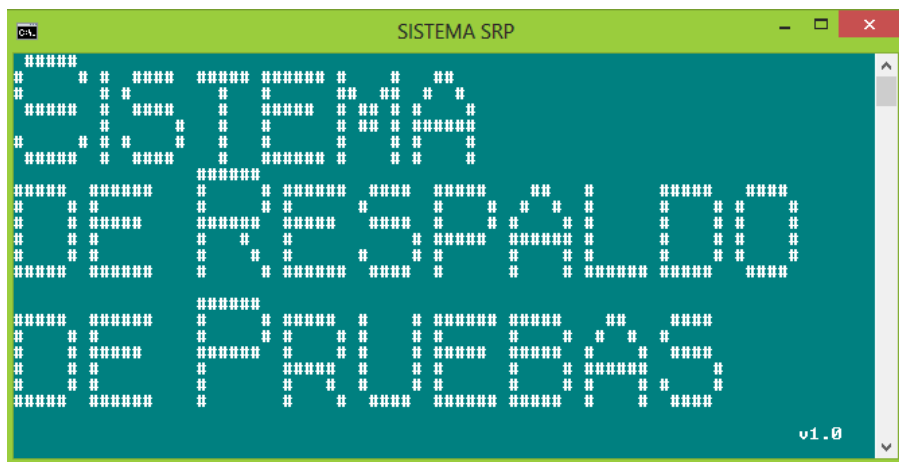 SISTEMA SRP
SISTEMA
DE RESPALDO
DE PRUEBAS
v1.0